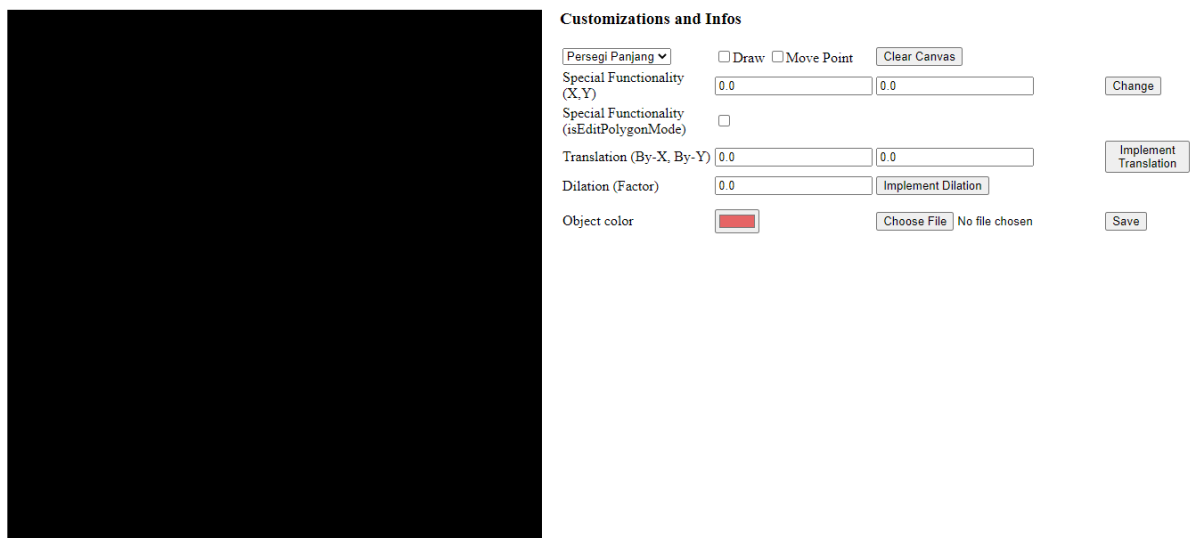 Customizations and Infos
Persegi Panjang Draw Move Point Clear Canvas
Special Functionality
(X,Y) 0.0 0.0 Change
Special Functionality
(isEditPolygonMode)
Translation (By-X, By-Y) 0.0 0.0 Implement
Translation
Dilation (Factor) 0.0 Implement Dilation
Object color Choose File No file chosen Save